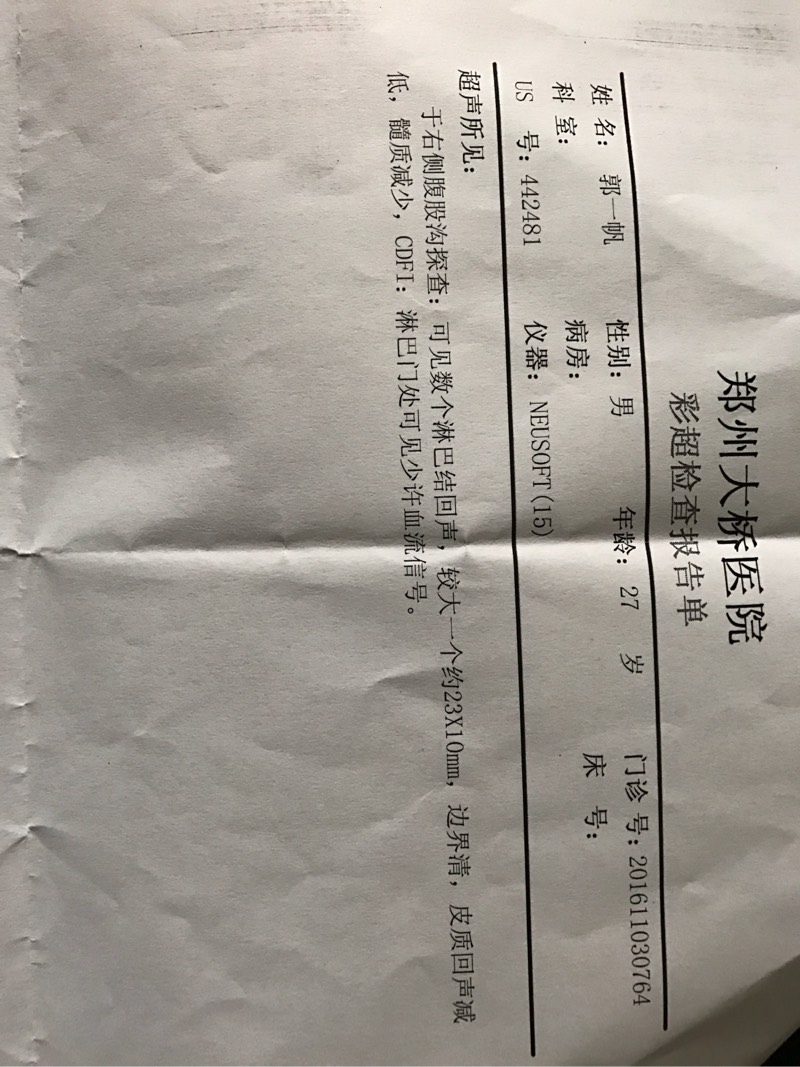 郑州大桥医院
彩超检查报告单
姓 名： 郭一帆 性别：男 年龄：27 岁 门诊 号：201611030764
科 室： 病房： 床 号：
US 号：442481 仪器：NEUSOFT(15)
超声所见：
于右侧腹股沟探查：可见数个淋巴结回声，较大一个约23X10mm，边界清，皮质回声减
低，髓质减少，CDFI：淋巴门处可见少许血流信号。